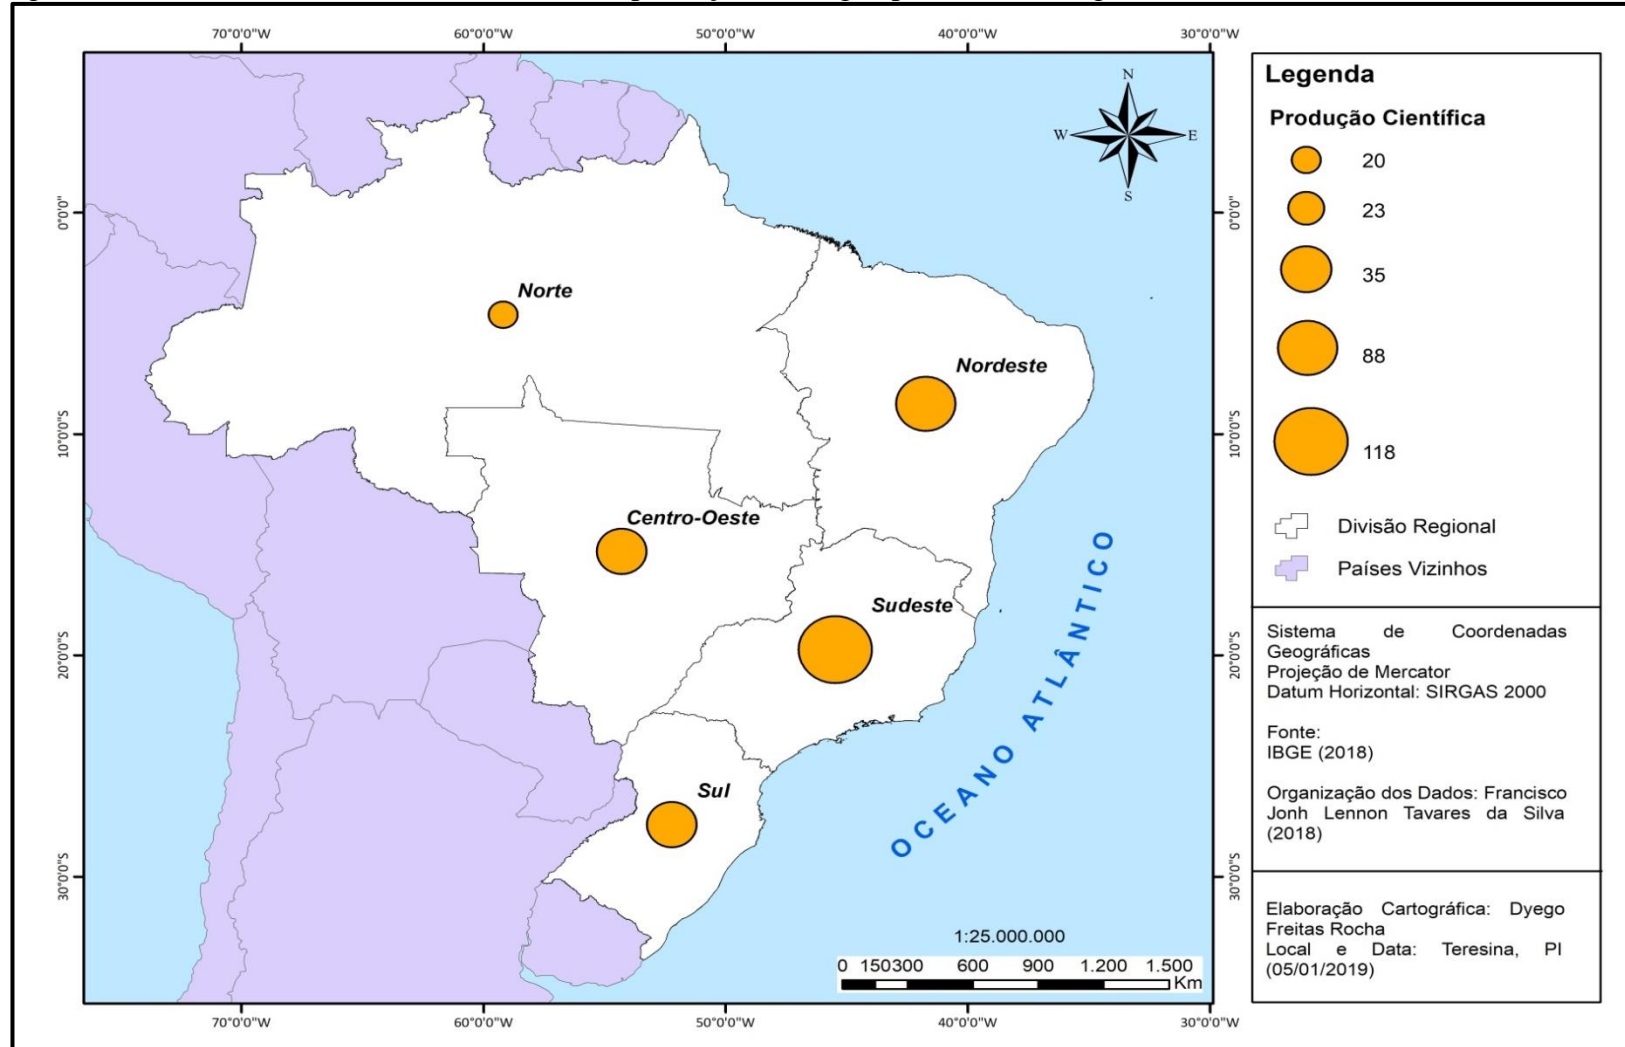 70°0'0"W 60°0'0"W 50°0'0"W 40°0'0"W 30°0'0"W
0°0'0"
10°0'0"S
20°0'0"S
30°0'0"S
N
W E
S
Norte
Nordeste
Centro-Oeste
Sudeste
Sul
OCEANO ATLÂNTICO
1:25.000.000
0 150300 600 900 1.200 1.500
Km
0°0'0"
10°0'0"S
20°0'0"S
30°0'0"S
70°0'0"W 60°0'0"W 50°0'0"W 40°0'0"W 30°0'0"W
Legenda
Produção Científica
20
23
35
88
118
Divisão Regional
Países Vizinhos
Sistema de Coordenadas
Geográficas
Projeção de Mercator
Datum Horizontal: SIRGAS 2000
Fonte:
IBGE (2018)
Organização dos Dados: Francisco
Jonh Lennon Tavares da Silva
(2018)
Elaboração Cartográfica: Dyego
Freitas Rocha
Local e Data: Teresina, PI
(05/01/2019)